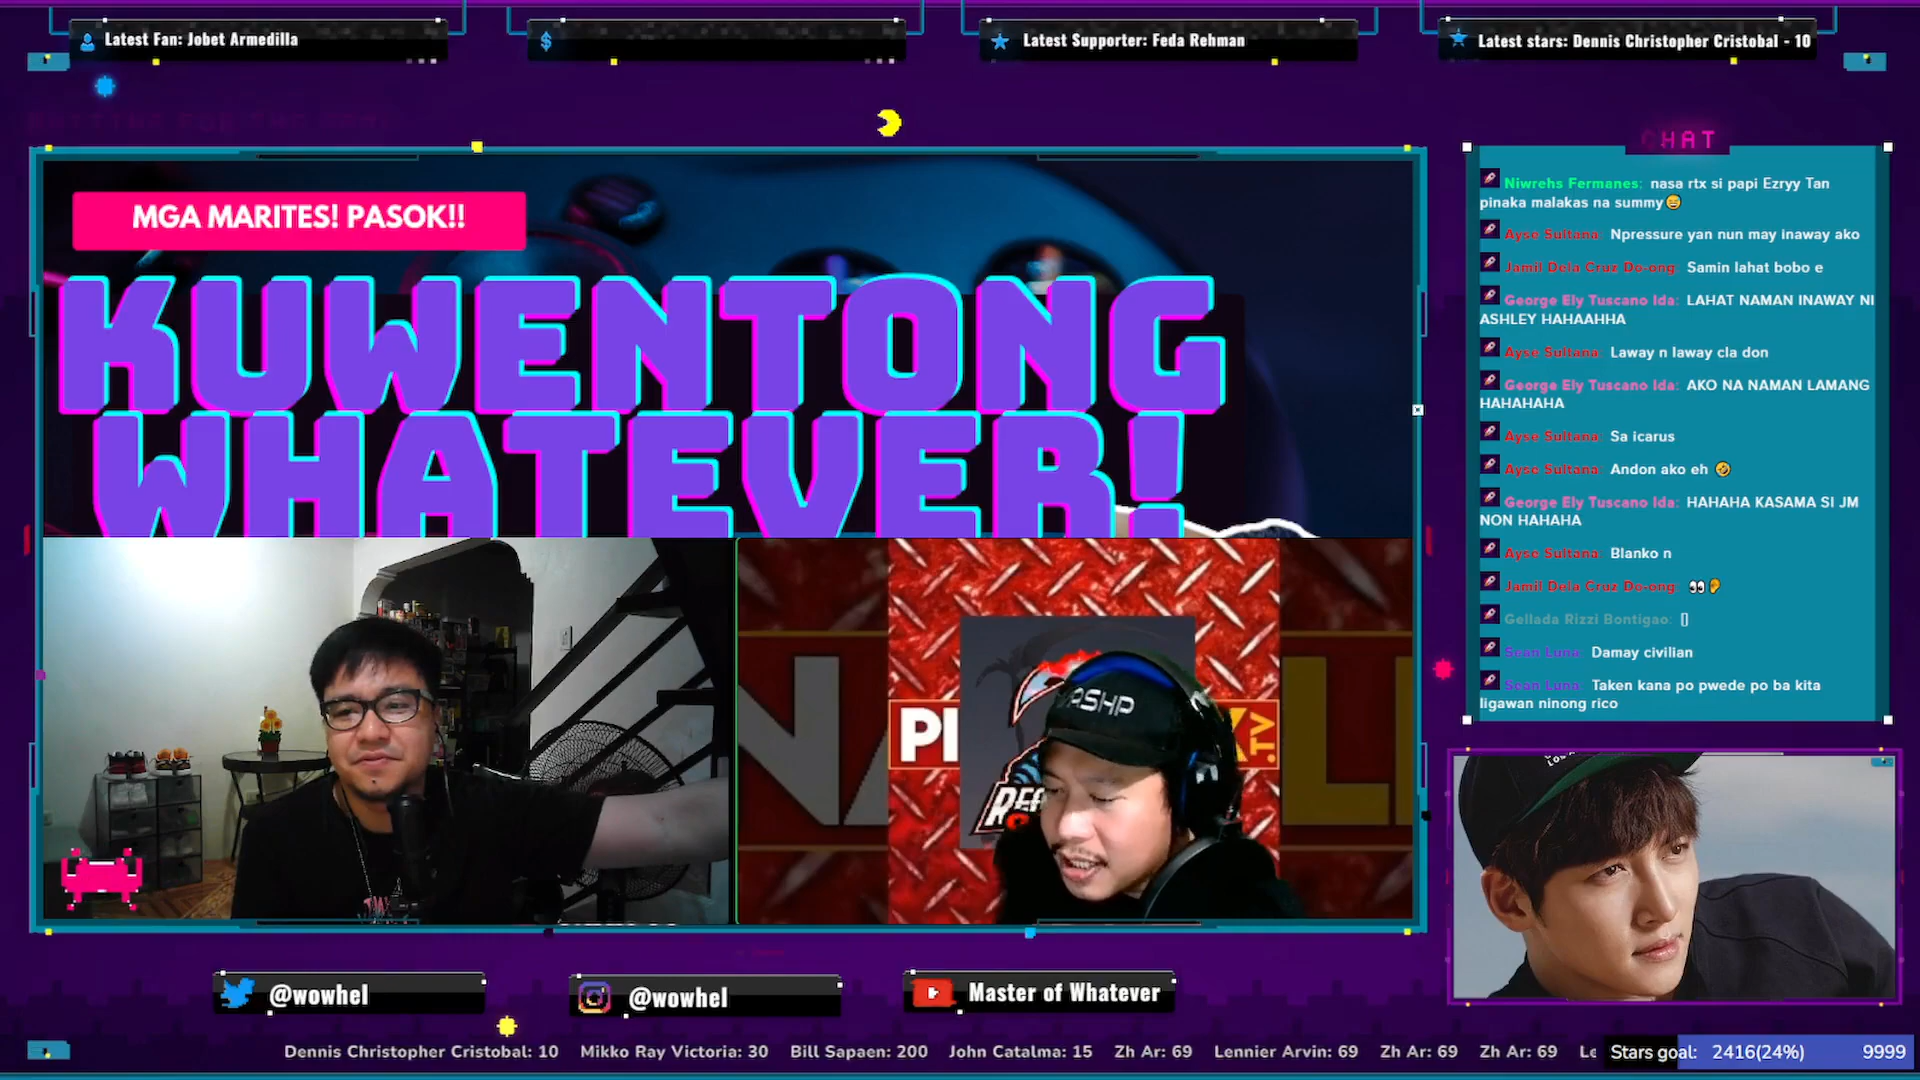 Latest Fan: Jobet Armedilla
$
Latest Supporter: Feda Rehman
Latest stars: Dennis Christopher Cristobal - 10
CHAT
MGA MARITES! PASOK!!
KUWENTONG
WHATEVER!
Niwrehs Fermanes: nasa rtx si papi Ezryy Tan
pinaka malakas na summy😄
Ayse Sultana: Npressure yan nun may inaway ako
Jamil Dela Cruz Do-ong: Samin lahat bobo e
George Ely Tuscano Ida: LAHAT NAMAN INAWAY NI
ASHLEY HAHAAHHA
Ayse Sultana: Laway n laway cla don
George Ely Tuscano Ida: AKO NA NAMAN LAMANG
HAHAHAHA
Ayse Sultana: Sa icarus
Ayse Sultana: Andon ako eh 🤣
George Ely Tuscano Ida: HAHAHA KASAMA SI JM
NON HAHAHA
Ayse Sultana: Blanko n
Jamil Dela Cruz Do-ong: 👀👂
Gellada Rizzi Bontigao: []
Sean Luna: Damay civilian
Sean Luna: Taken kana po pwede po ba kita
ligawan ninong rico
PI
.TV
@wowhel
@wowhel
Master of Whatever
Dennis Christopher Cristobal: 10 Mikko Ray Victoria: 30 Bill Sapaen: 200 John Catalma: 15 Zh Ar: 69 Lennier Arvin: 69 Zh Ar: 69 Zh Ar: 69 Le
Stars goal: 2416(24%) 9999